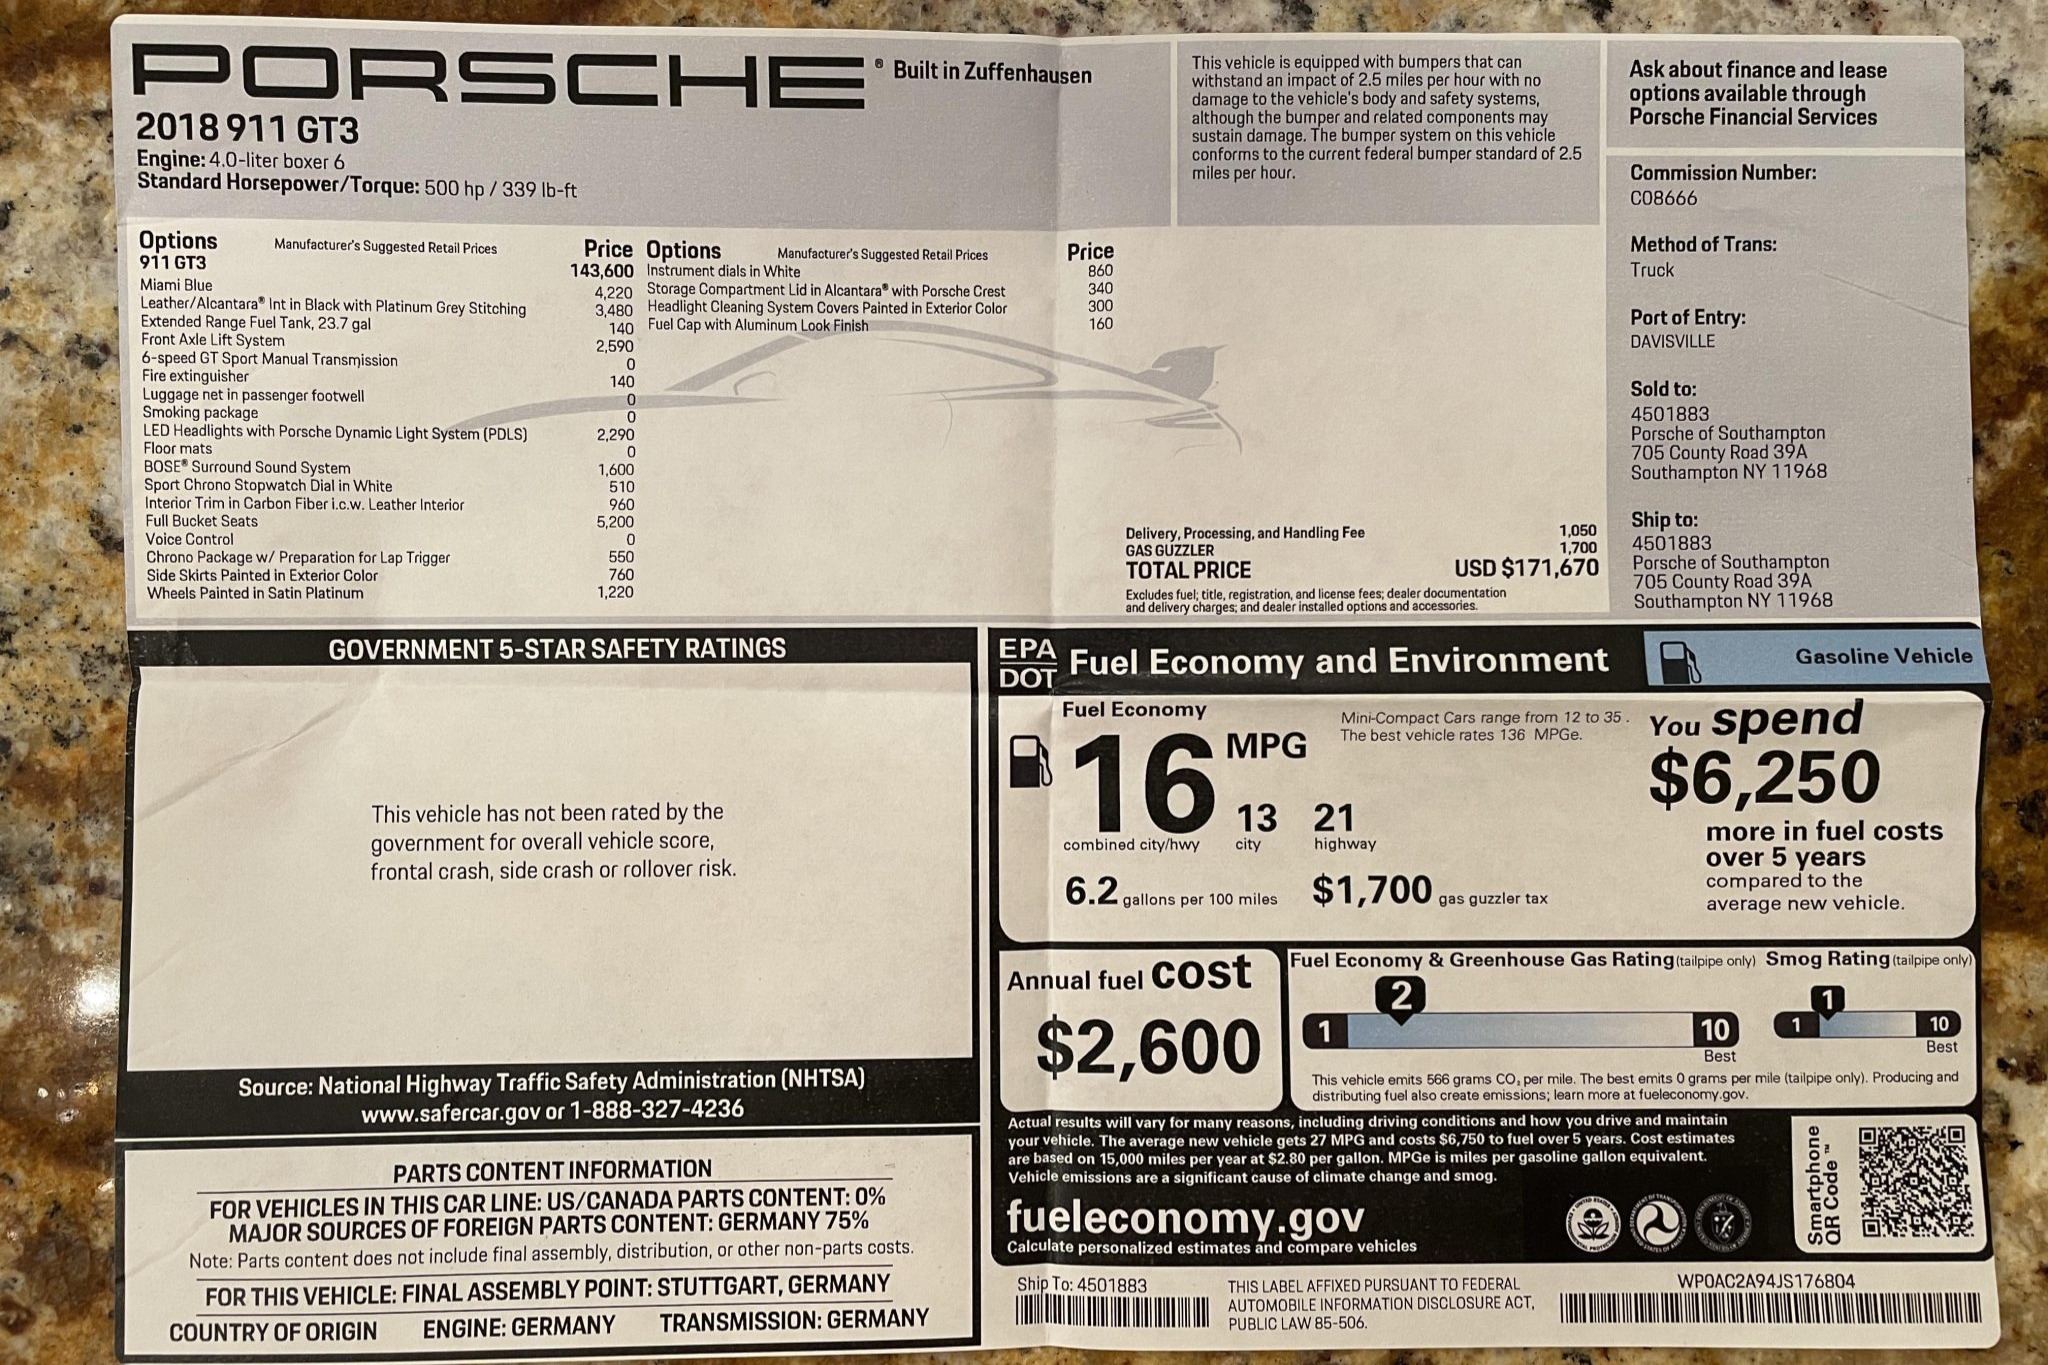 PORSCHE® Built in Zuffenhausen
2018 911 GT3
Engine: 4.0-liter boxer 6
Standard Horsepower/Torque: 500 hp / 339 lb-ft
This vehicle is equipped with bumpers that can
withstand an impact of 2.5 miles per hour with no
damage to the vehicle's body and safety systems,
although the bumper and related components may
sustain damage. The bumper system on this vehicle
conforms to the current federal bumper standard of 2.5
miles per hour.
Ask about finance and lease
options available through
Porsche Financial Services
Commission Number:
C08666
Method of Trans:
Truck
Port of Entry:
DAVISVILLE
Sold to:
4501883
Porsche of Southampton
705 County Road 39A
Southampton NY 11968
Ship to:
4501883
Porsche of Southampton
705 County Road 39A
Southampton NY 11968
Options Manufacturer's Suggested Retail Prices Price
911 GT3 143,600
Miami Blue 4,220
Leather/Alcantara® Int in Black with Platinum Grey Stitching 3,480
Extended Range Fuel Tank, 23.7 gal 140
Front Axle Lift System 2,590
6-speed GT Sport Manual Transmission 0
Fire extinguisher 140
Luggage net in passenger footwell 0
Smoking package 0
LED Headlights with Porsche Dynamic Light System (PDLS) 2,290
Floor mats 0
BOSE® Surround Sound System 1,600
Sport Chrono Stopwatch Dial in White 510
Interior Trim in Carbon Fiber i.c.w. Leather Interior 960
Full Bucket Seats 5,200
Voice Control 0
Chrono Package w/ Preparation for Lap Trigger 550
Side Skirts Painted in Exterior Color 760
Wheels Painted in Satin Platinum 1,220
Options Manufacturer's Suggested Retail Prices Price
Instrument dials in White 860
Storage Compartment Lid in Alcantara® with Porsche Crest 340
Headlight Cleaning System Covers Painted in Exterior Color 300
Fuel Cap with Aluminum Look Finish 160
Delivery, Processing, and Handling Fee 1,050
GAS GUZZLER 1,700
TOTAL PRICE USD $171,670
Excludes fuel; title, registration, and license fees; dealer documentation
and delivery charges; and dealer installed options and accessories.
GOVERNMENT 5-STAR SAFETY RATINGS
This vehicle has not been rated by the
government for overall vehicle score,
frontal crash, side crash or rollover risk.
Source: National Highway Traffic Safety Administration (NHTSA)
www.safercar.gov or 1-888-327-4236
PARTS CONTENT INFORMATION
FOR VEHICLES IN THIS CAR LINE: US/CANADA PARTS CONTENT: 0%
MAJOR SOURCES OF FOREIGN PARTS CONTENT: GERMANY 75%
Note: Parts content does not include final assembly, distribution, or other non-parts costs.
FOR THIS VEHICLE: FINAL ASSEMBLY POINT: STUTTGART, GERMANY
COUNTRY OF ORIGIN ENGINE: GERMANY TRANSMISSION: GERMANY
EPA
DOT
Fuel Economy and Environment
Gasoline Vehicle
Fuel Economy
16 MPG
combined city/hwy
13
city
21
highway
Mini-Compact Cars range from 12 to 35 .
The best vehicle rates 136 MPGe.
6.2 gallons per 100 miles
$1,700 gas guzzler tax
You spend
$6,250
more in fuel costs
over 5 years
compared to the
average new vehicle.
Annual fuel cost
$2,600
Fuel Economy & Greenhouse Gas Rating (tailpipe only)
2
1 10
Best
Smog Rating (tailpipe only)
1
1 10
Best
This vehicle emits 566 grams CO₂ per mile. The best emits 0 grams per mile (tailpipe only). Producing and
distributing fuel also create emissions; learn more at fueleconomy.gov.
Actual results will vary for many reasons, including driving conditions and how you drive and maintain
your vehicle. The average new vehicle gets 27 MPG and costs $6,750 to fuel over 5 years. Cost estimates
are based on 15,000 miles per year at $2.80 per gallon. MPGe is miles per gasoline gallon equivalent.
Vehicle emissions are a significant cause of climate change and smog.
fueleconomy.gov
Calculate personalized estimates and compare vehicles
Smartphone
QR Code™
Ship To: 4501883
THIS LABEL AFFIXED PURSUANT TO FEDERAL
AUTOMOBILE INFORMATION DISCLOSURE ACT,
PUBLIC LAW 85-506.
WP0AC2A94JS176804